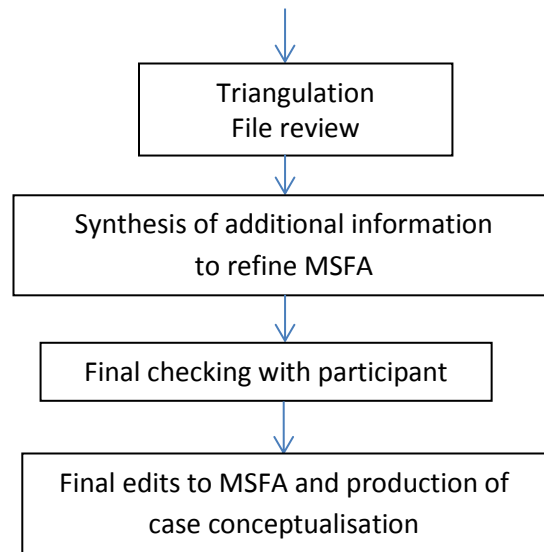 Triangulation
File review
Synthesis of additional information
to refine MSFA
Final checking with participant
Final edits to MSFA and production of
case conceptualisation